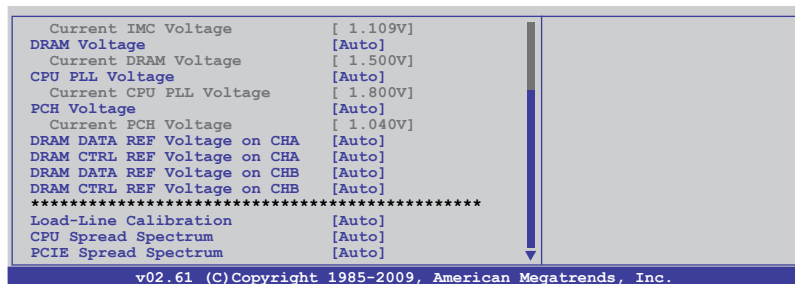 Current IMC Voltage [ 1.109V]
DRAM Voltage [Auto]
Current DRAM Voltage [ 1.500V]
CPU PLL Voltage [Auto]
Current CPU PLL Voltage [ 1.800V]
PCH Voltage [Auto]
Current PCH Voltage [ 1.040V]
DRAM DATA REF Voltage on CHA [Auto]
DRAM CTRL REF Voltage on CHA [Auto]
DRAM DATA REF Voltage on CHB [Auto]
DRAM CTRL REF Voltage on CHB [Auto]
***********************************************
Load-Line Calibration [Auto]
CPU Spread Spectrum [Auto]
PCIE Spread Spectrum [Auto]
v02.61 (C)Copyright 1985-2009, American Megatrends, Inc.